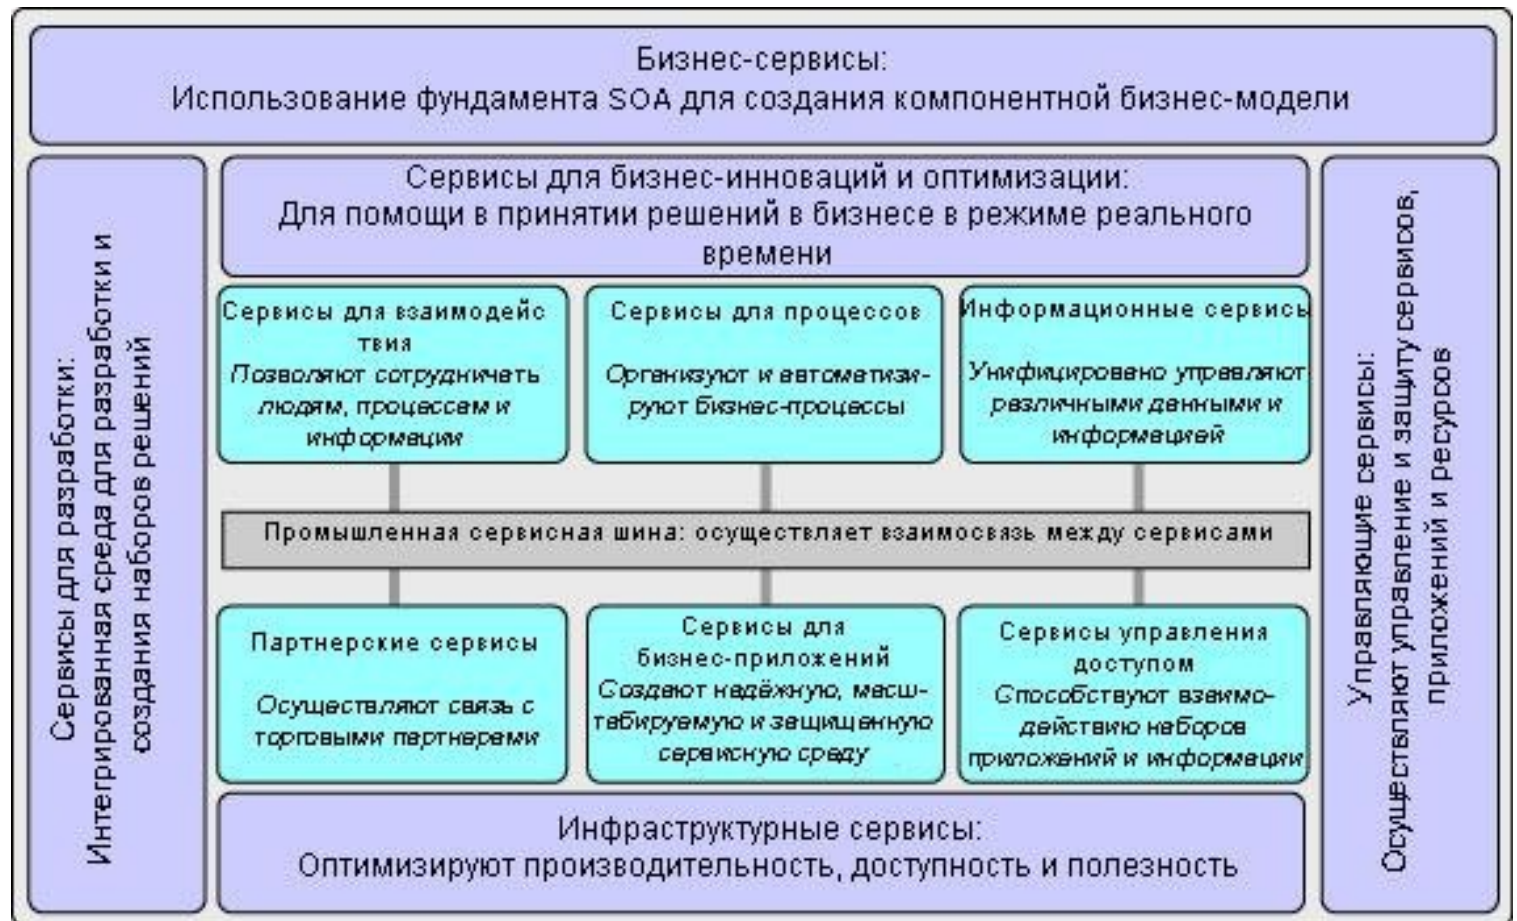 Бизнес-сервисы:
Использование фундамента SOA для создания компонентной бизнес-модели
Сервисы для разработки:
Интегрированная среда для разработки и
создания наборов решений
Сервисы для бизнес-инноваций и оптимизации:
Для помощи в принятии решений в бизнесе в режиме реального
времени
Сервисы для взаимодейс
твия
Позволяют сотрудничать
людям, процессам и
информации
Сервисы для процессов
Организуют и автоматизи-
руют бизнес-процессы
Информационные сервисы
Унифицировано управляют
различными данными и
информацией
Промышленная сервисная шина: осуществляет взаимосвязь между сервисами
Партнерские сервисы
Осуществляют связь с
торговыми партнерами
Сервисы для
бизнес-приложений
Создают надёжную, масш-
табируемую и защищенную
сервисную среду
Сервисы управления
доступом
Способствуют взаимо-
действию наборов
приложений и информации
Инфраструктурные сервисы:
Оптимизируют производительность, доступность и полезность
Управляющие сервисы:
Осуществляют управление и защиту сервисов,
приложений и ресурсов